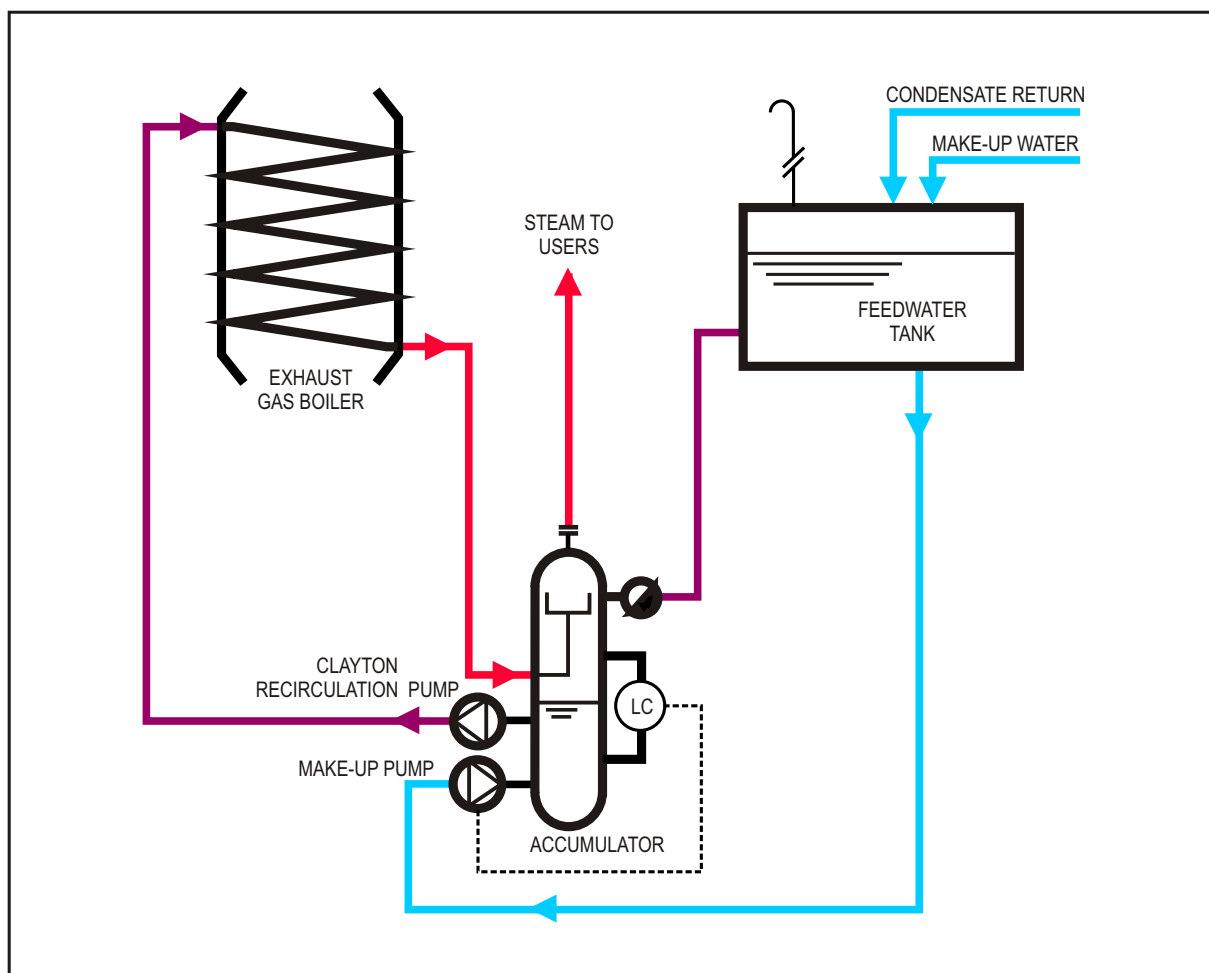 CONDENSATE RETURN
MAKE-UP WATER
STEAM TO
USERS
FEEDWATER
TANK
EXHAUST
GAS BOILER
CLAYTON
RECIRCULATION PUMP
LC
MAKE-UP PUMP
ACCUMULATOR